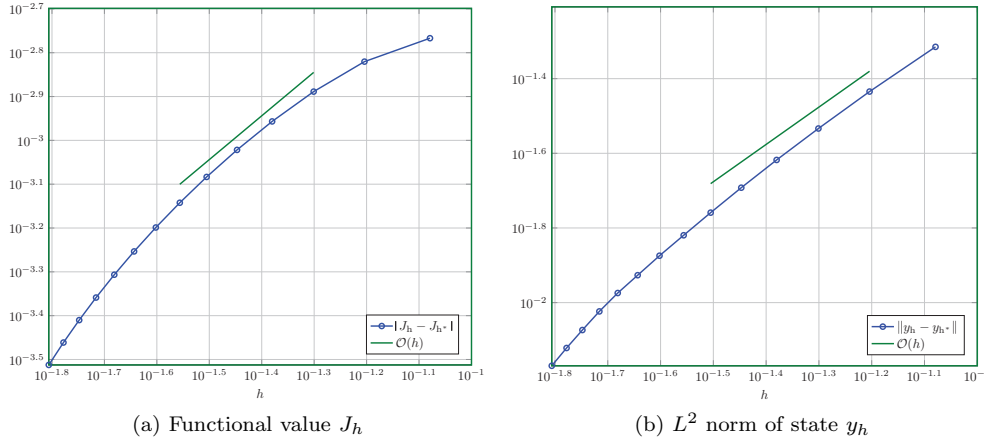 10^{-2.7}
10^{-2.8}
10^{-2.9}
10^{-3}
10^{-3.1}
10^{-3.2}
10^{-3.3}
10^{-3.4}
10^{-3.5}
|J_h − J_{h*}|
O(h)
10^{-1.8} 10^{-1.7} 10^{-1.6} 10^{-1.5} 10^{-1.4} 10^{-1.3} 10^{-1.2} 10^{-1.1} 10^{-1}
h
(a) Functional value J_h
10^{-1.4}
10^{-1.6}
10^{-1.8}
10^{-2}
‖y_h − y_{h*}‖
O(h)
10^{-1.8} 10^{-1.7} 10^{-1.6} 10^{-1.5} 10^{-1.4} 10^{-1.3} 10^{-1.2} 10^{-1.1} 10^{-}
h
(b) L^2 norm of state y_h